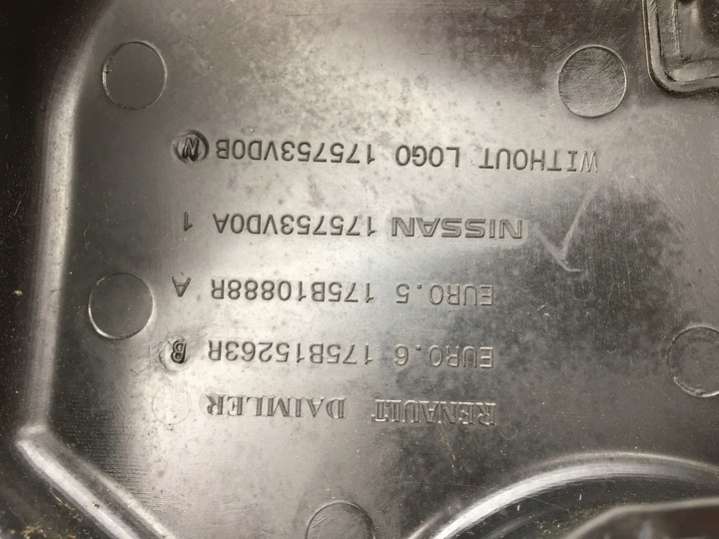 RENAULT DAIMLER
EURO.6 175B15263R B
EURO.5 175B10888R A
NISSAN 175753VD0A 1
WITHOUT LOGO 175753VD0B N